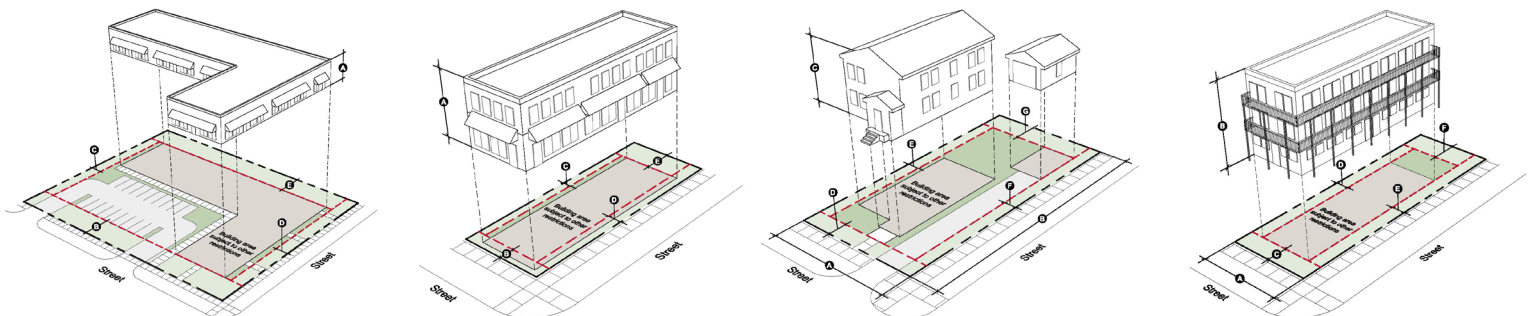 A
C
E
B
D
Building area
subject to other
restrictions
Street
Street
A
C
E
D
B
Building area
subject to other
restrictions
Street
Street
C
G
E
D
F
B
A
Building area
subject to other
restrictions
Street
Street
B
F
D
E
C
A
Building area
subject to other
restrictions
Street
Street